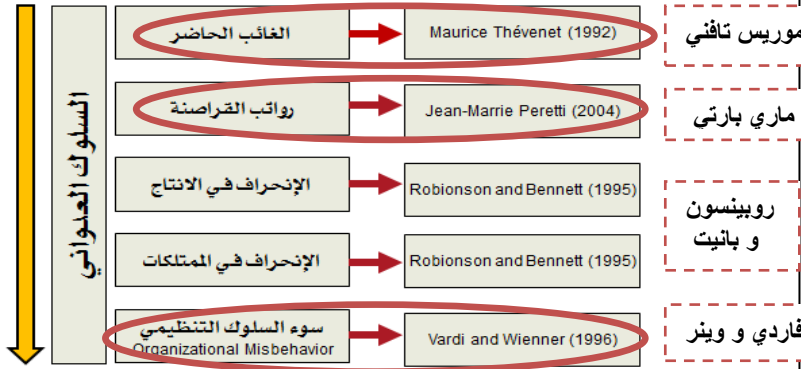 السلوك العدواني
الغائب الحاضر
Maurice Thévenet (1992)
موريس تافني
رواتب القراصنة
Jean-Marrie Peretti (2004)
ماري بارتي
الإنحراف في الانتاج
Robionson and Bennett (1995)
روبينسون
و بانيت
الإنحراف في الممتلكات
Robionson and Bennett (1995)
سوء السلوك التنظيمي
Organizational Misbehavior
Vardi and Wienner (1996)
فاردي و وينر